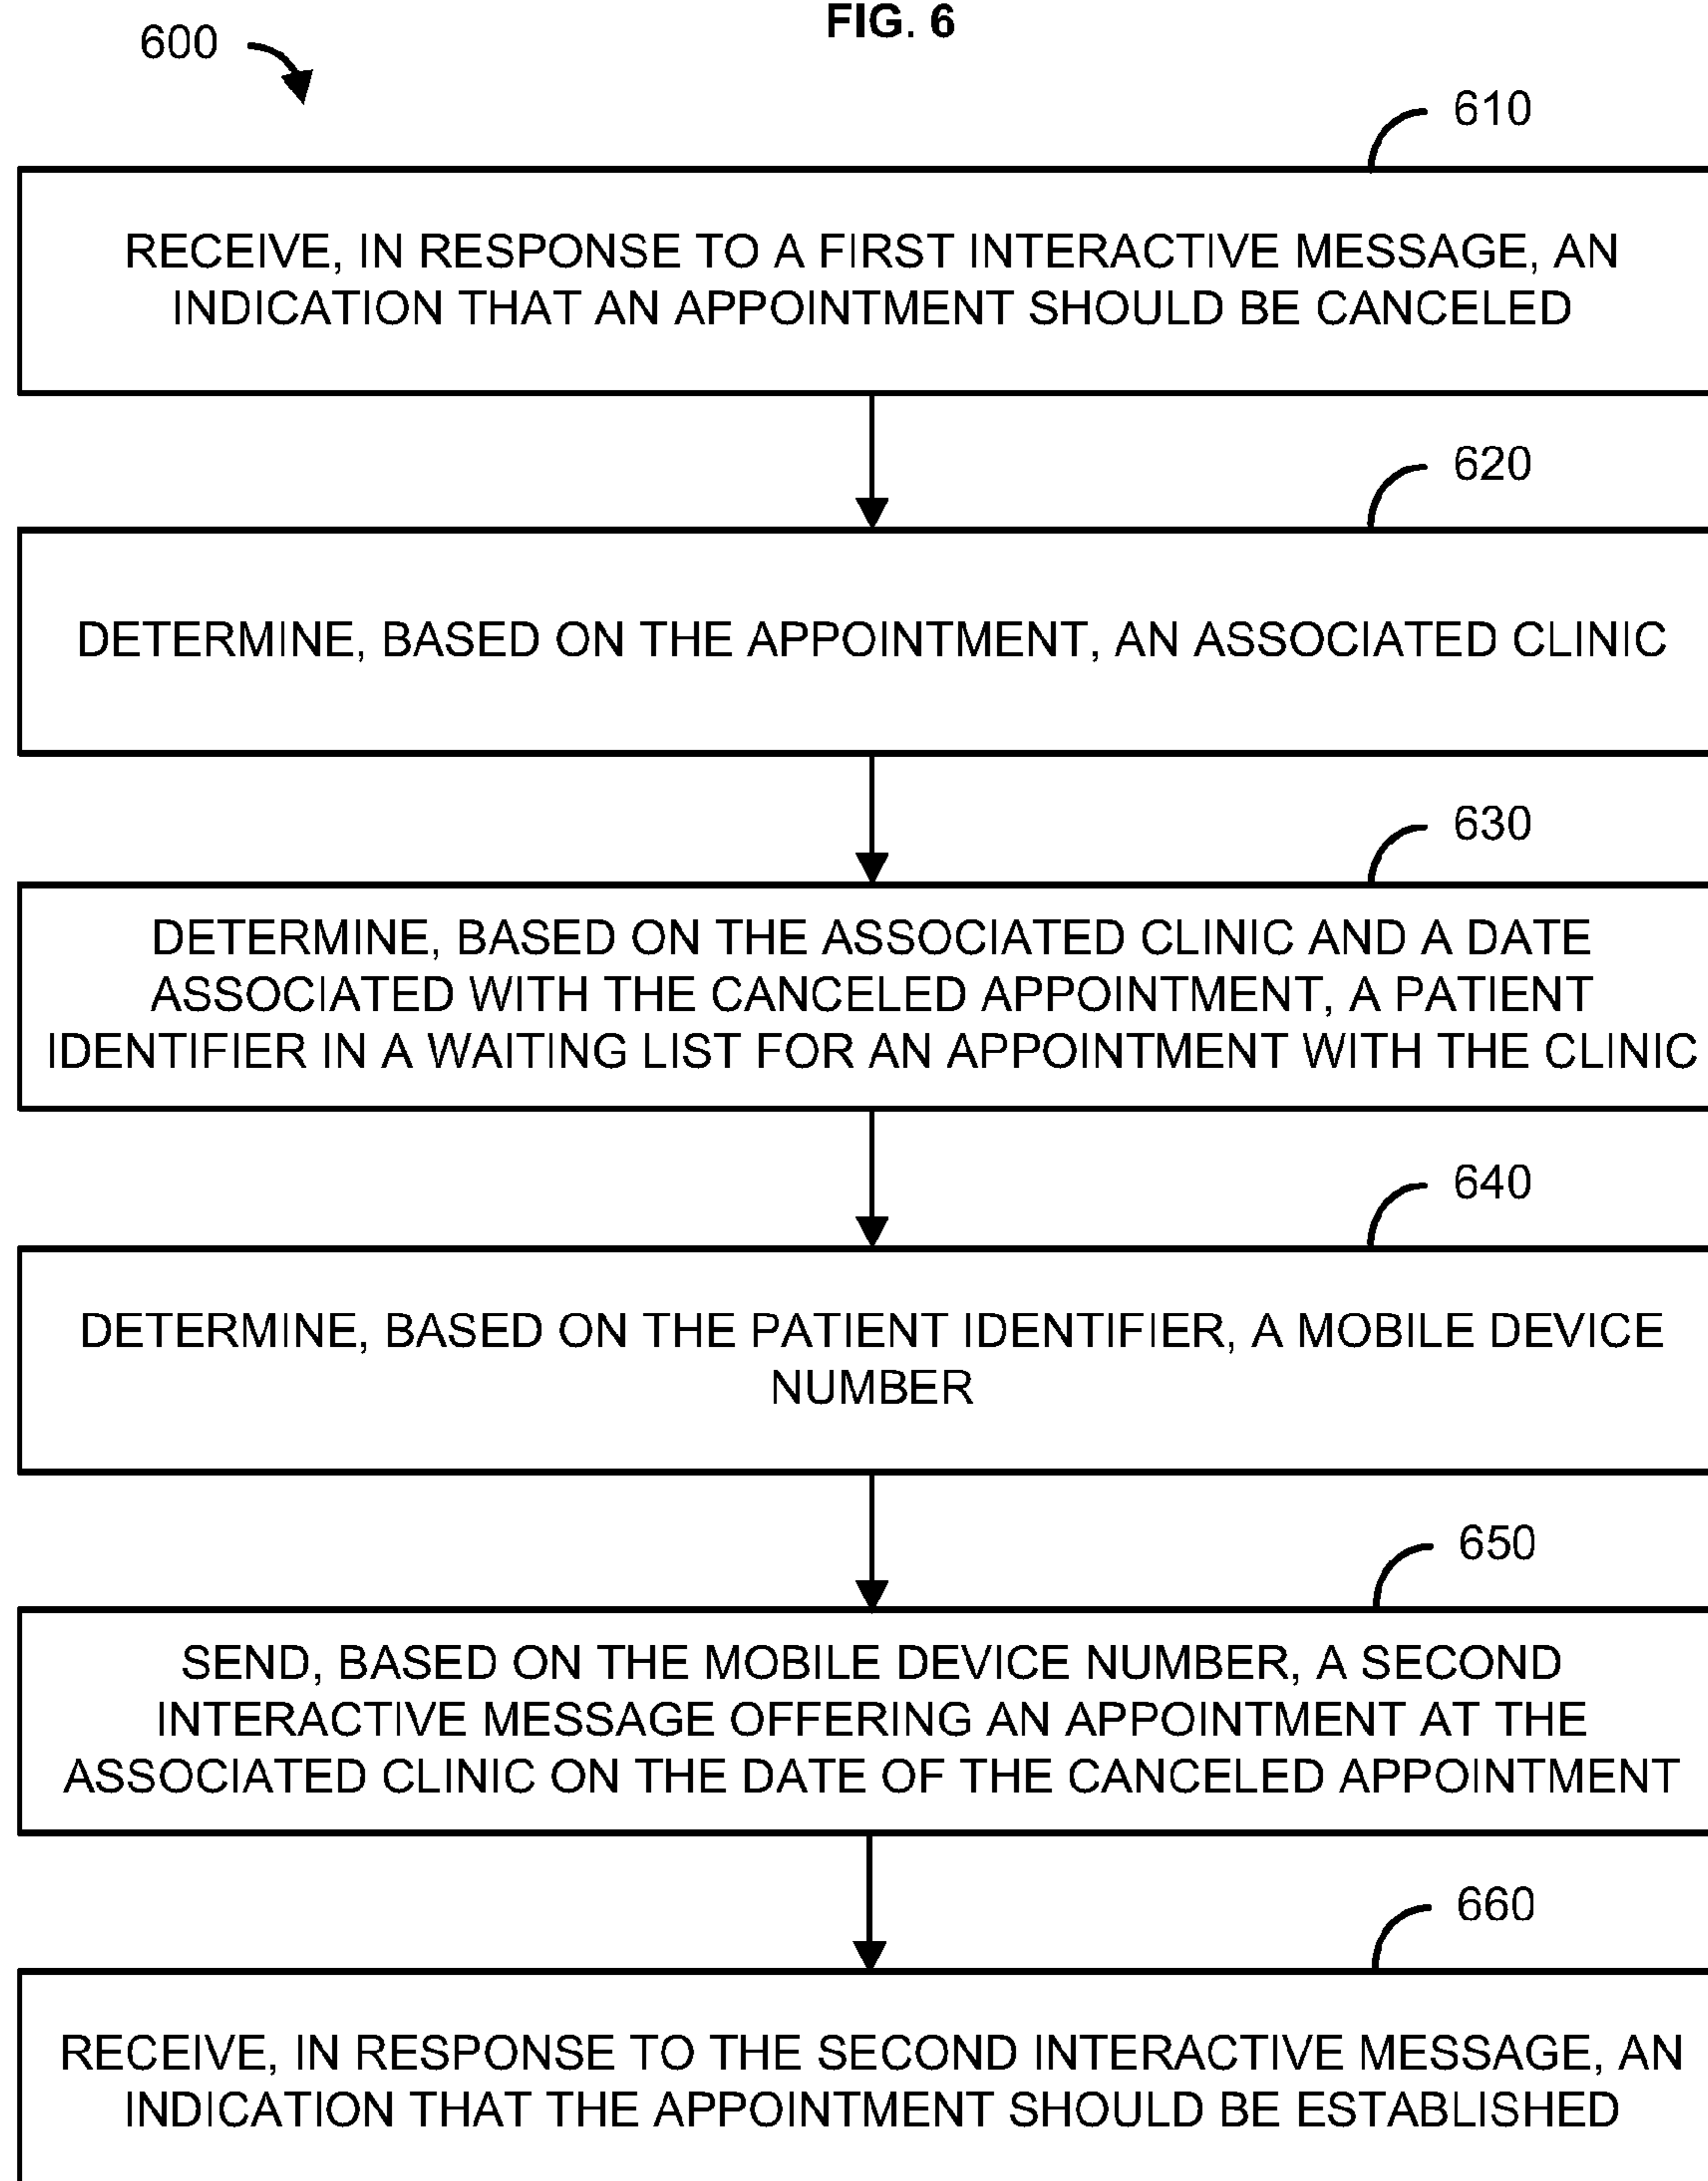 FIG. 6
600
610
RECEIVE, IN RESPONSE TO A FIRST INTERACTIVE MESSAGE, AN
INDICATION THAT AN APPOINTMENT SHOULD BE CANCELED
620
DETERMINE, BASED ON THE APPOINTMENT, AN ASSOCIATED CLINIC
630
DETERMINE, BASED ON THE ASSOCIATED CLINIC AND A DATE
ASSOCIATED WITH THE CANCELED APPOINTMENT, A PATIENT
IDENTIFIER IN A WAITING LIST FOR AN APPOINTMENT WITH THE CLINIC
640
DETERMINE, BASED ON THE PATIENT IDENTIFIER, A MOBILE DEVICE
NUMBER
650
SEND, BASED ON THE MOBILE DEVICE NUMBER, A SECOND
INTERACTIVE MESSAGE OFFERING AN APPOINTMENT AT THE
ASSOCIATED CLINIC ON THE DATE OF THE CANCELED APPOINTMENT
660
RECEIVE, IN RESPONSE TO THE SECOND INTERACTIVE MESSAGE, AN
INDICATION THAT THE APPOINTMENT SHOULD BE ESTABLISHED